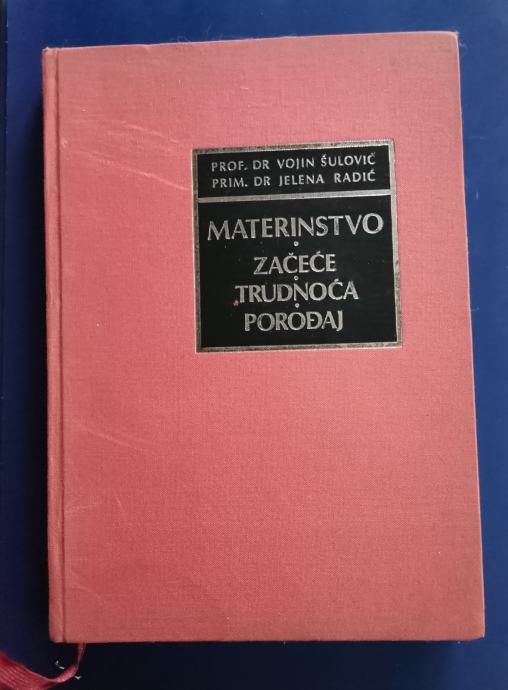 PROF. DR VOJIN ŠULOVIĆ
PRIM. DR JELENA RADIĆ
MATERINSTVO
ZAČEĆE
TRUDNOĆA
POROĐAJ